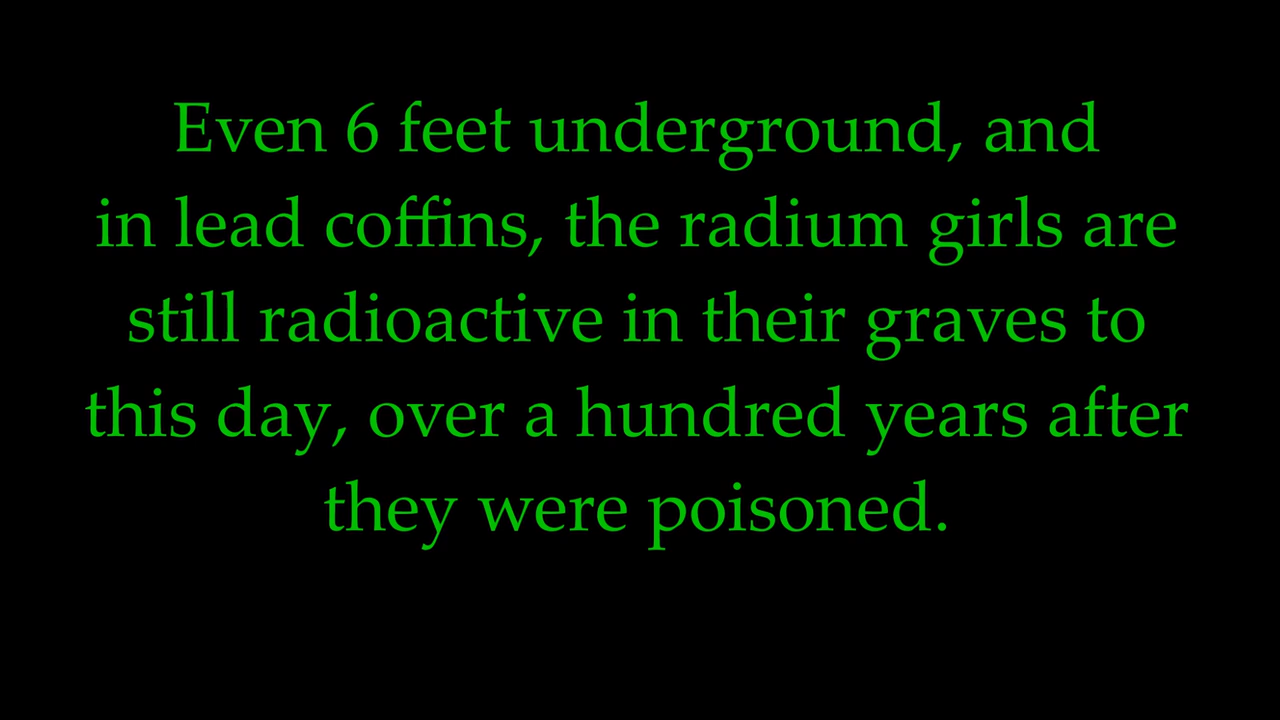 Even 6 feet underground, and
in lead coffins, the radium girls are
still radioactive in their graves to
this day, over a hundred years after
they were poisoned.